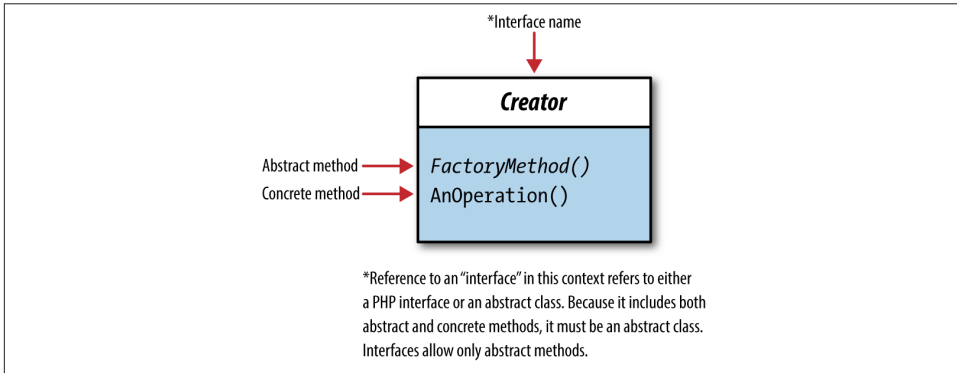 *Interface name
Creator
Abstract method
FactoryMethod()
Concrete method
AnOperation()
*Reference to an “interface” in this context refers to either
a PHP interface or an abstract class. Because it includes both
abstract and concrete methods, it must be an abstract class.
Interfaces allow only abstract methods.